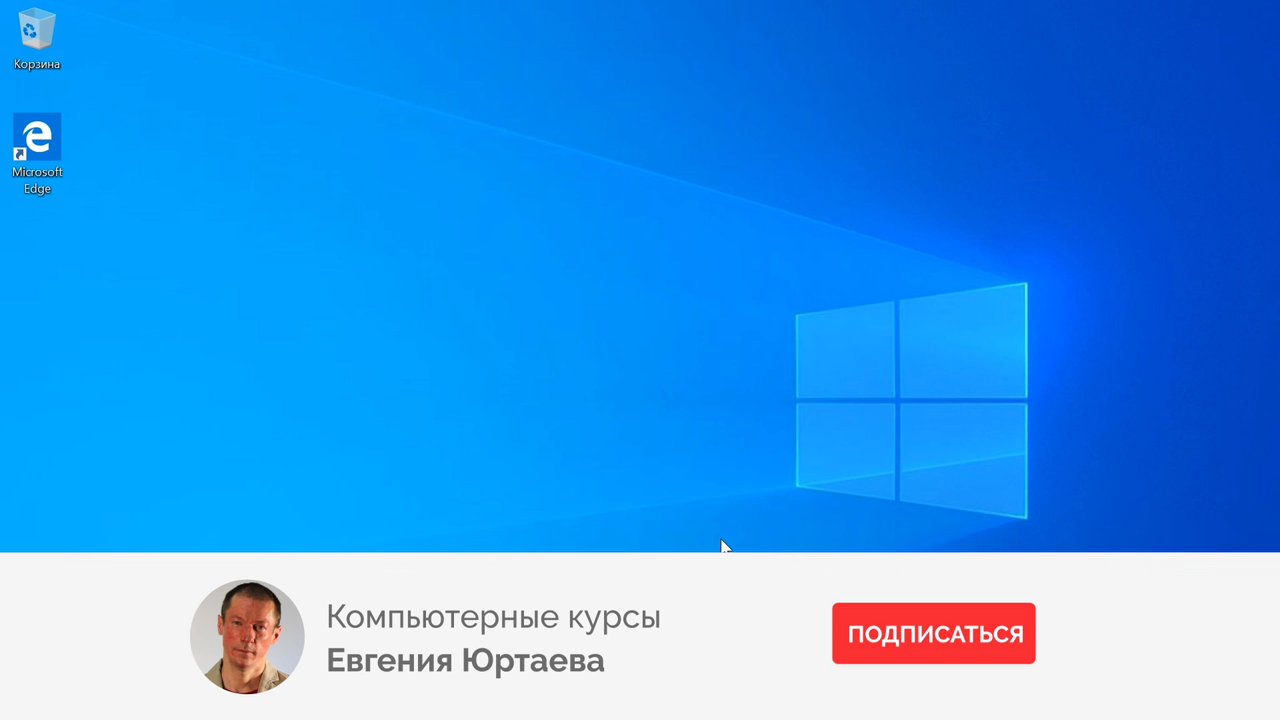 Корзина
Microsoft
Edge
Компьютерные курсы
Евгения Юртаева
ПОДПИСАТЬСЯ